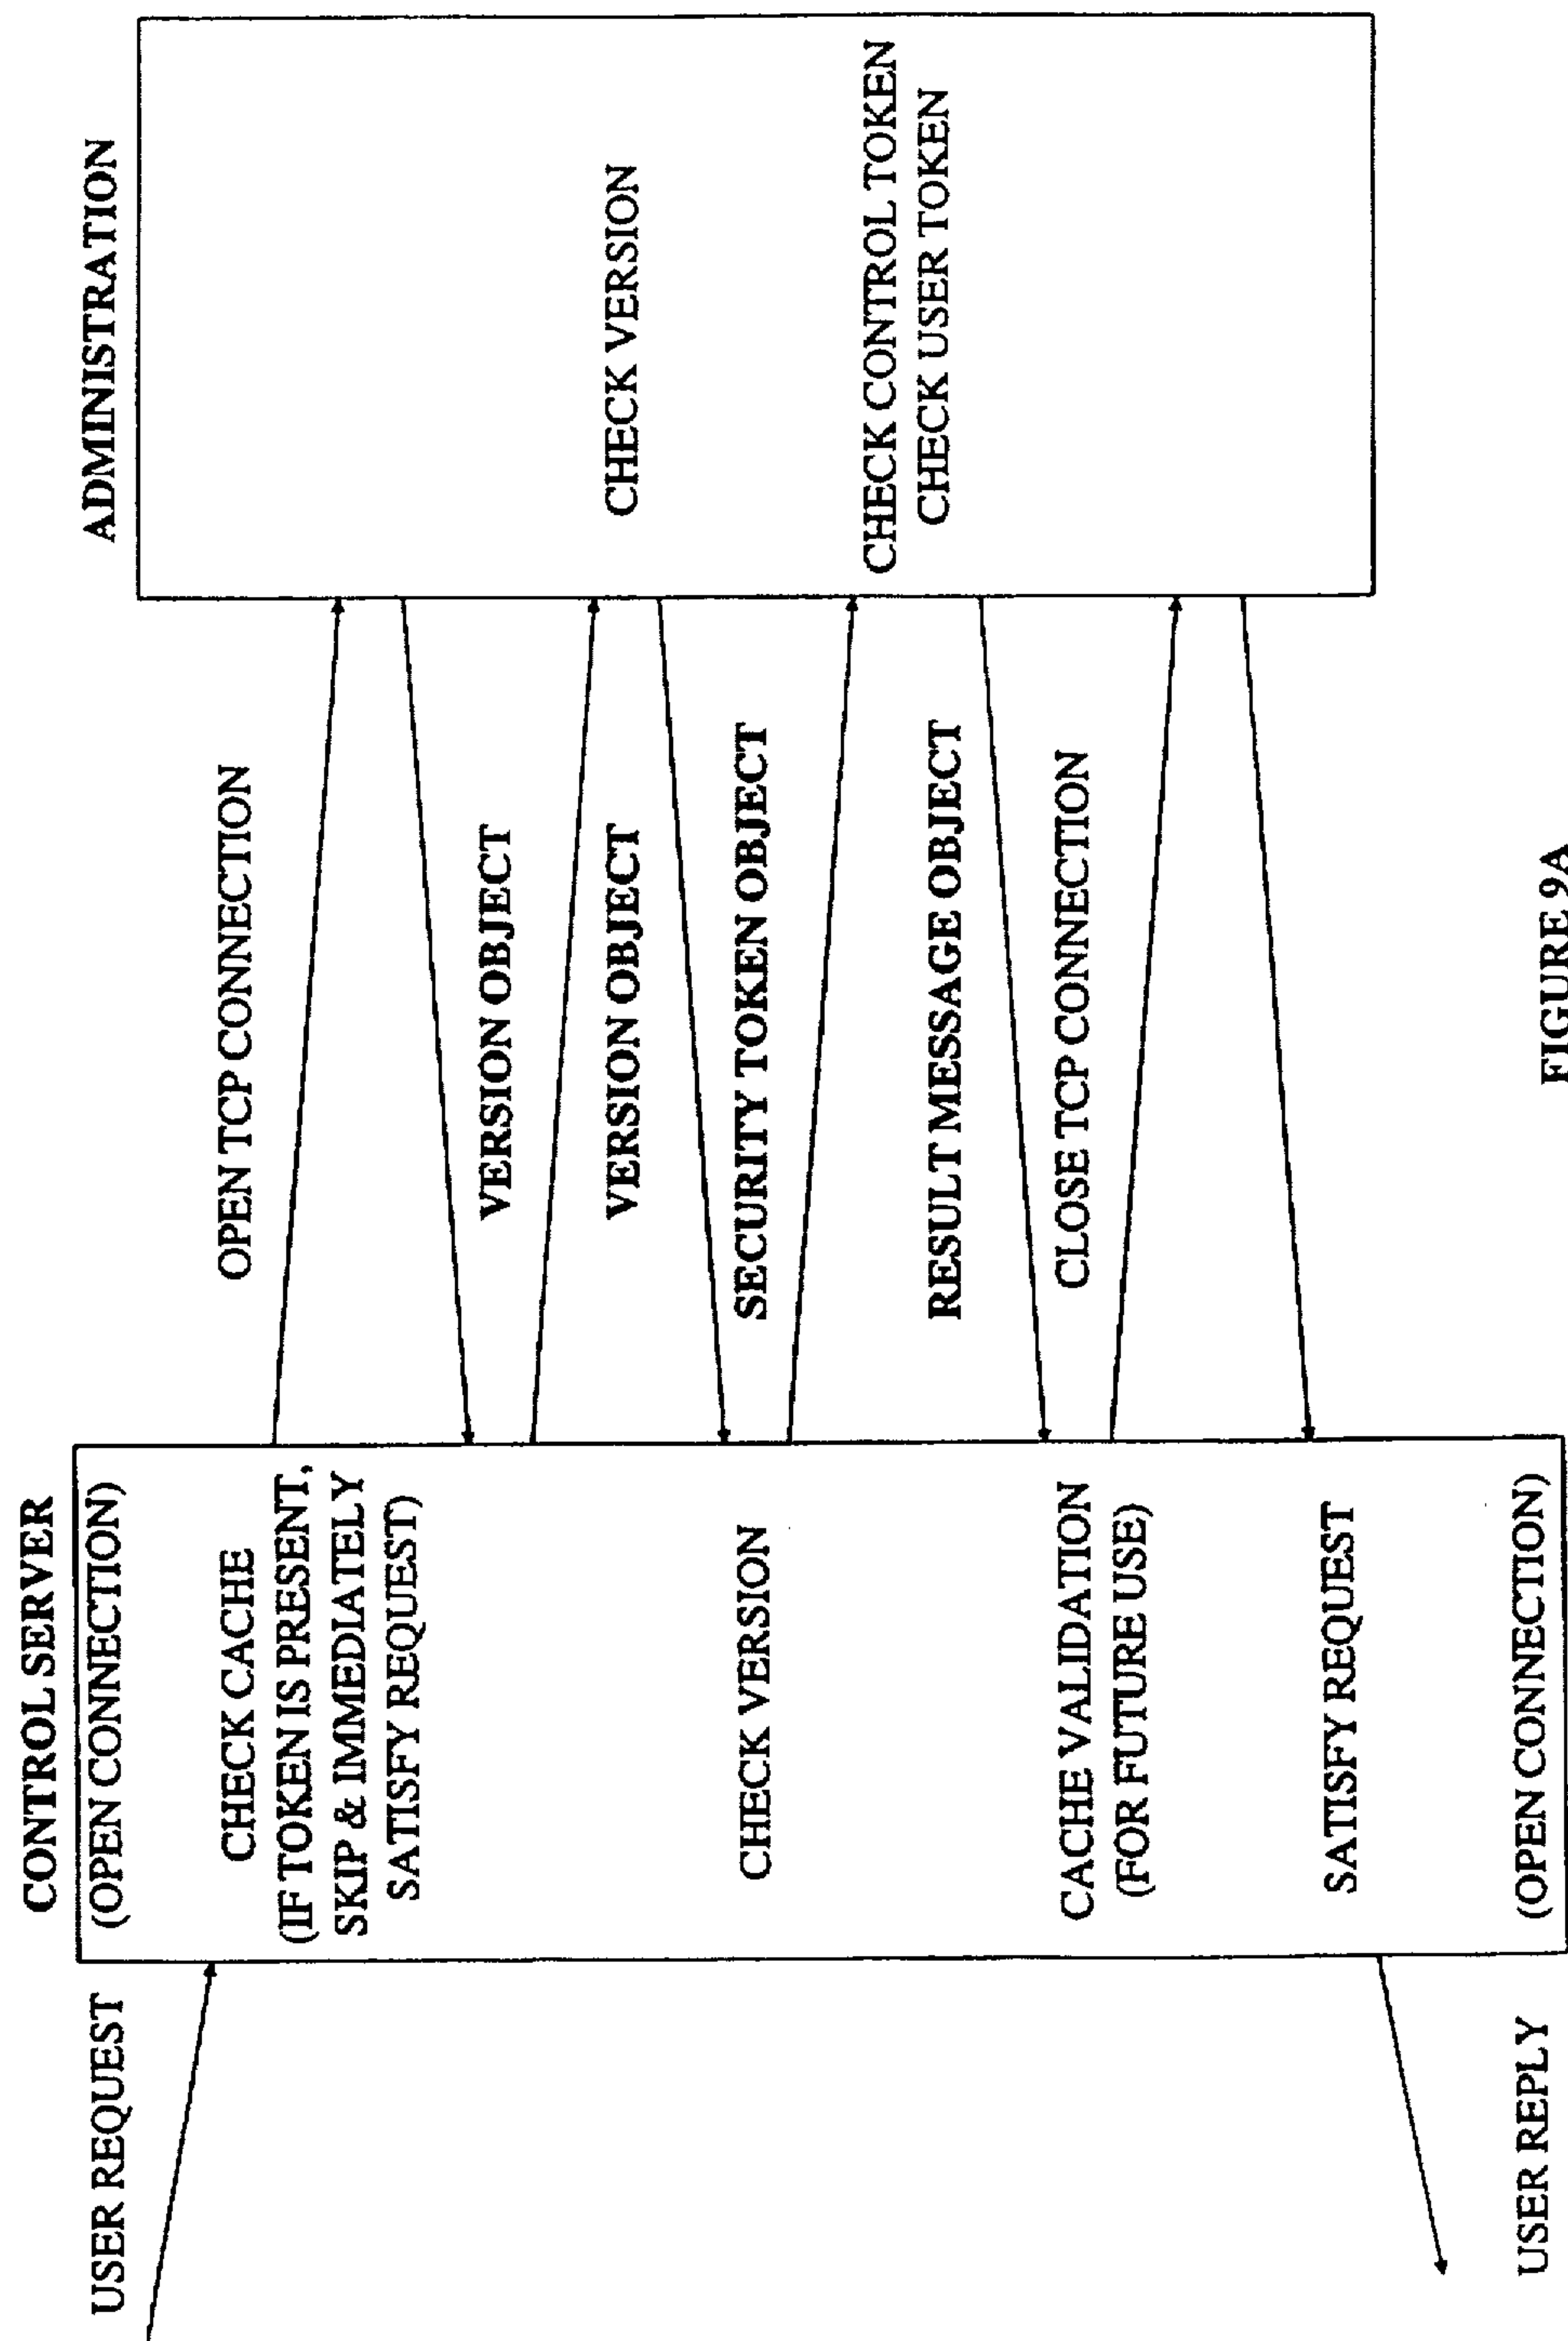 USER REQUEST
CONTROL SERVER
(OPEN CONNECTION)
CHECK CACHE
(IF TOKEN IS PRESENT,
SKIP & IMMEDIATELY
SATISFY REQUEST)
CHECK VERSION
CACHE VALIDATION
(FOR FUTURE USE)
SATISFY REQUEST
(OPEN CONNECTION)
USER REPLY
OPEN TCP CONNECTION
VERSION OBJECT
VERSION OBJECT
SECURITY TOKEN OBJECT
RESULT MESSAGE OBJECT
CLOSE TCP CONNECTION
ADMINISTRATION
CHECK VERSION
CHECK CONTROL TOKEN
CHECK USER TOKEN
FIGURE 9A